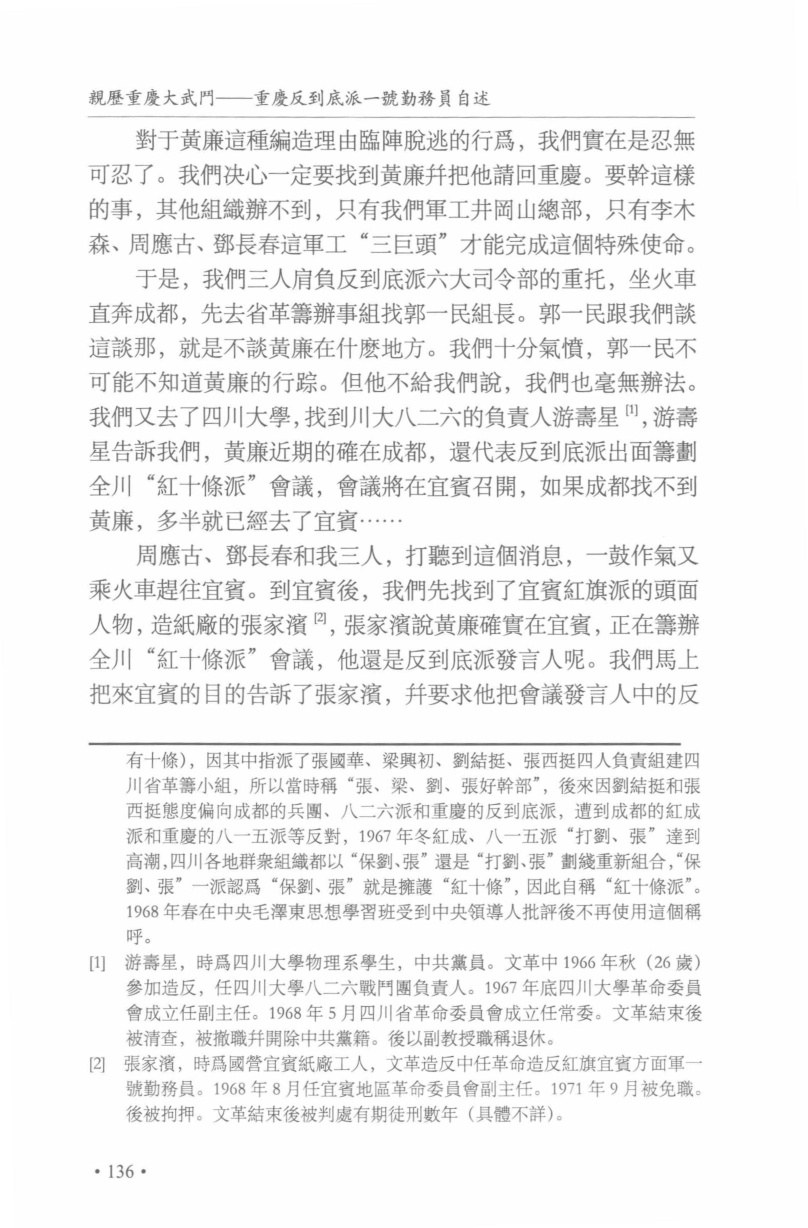 親歷重慶大武鬥——重慶反到底派一號勤務員自述
對于黃廉這種編造理由臨陣脫逃的行爲，我們實在是忍無
可忍了。我們決心一定要找到黃廉幷把他請回重慶。要幹這樣
的事，其他組織辦不到，只有我們軍工井岡山總部，只有李木
森、周應古、鄧長春這軍工“三巨頭”才能完成這個特殊使命。
于是，我們三人肩負反到底派六大司令部的重托，坐火車
直奔成都，先去省革籌辦事組找郭一民組長。郭一民跟我們談
這談那，就是不談黃廉在什麽地方。我們十分氣憤，郭一民不
可能不知道黃廉的行踪。但他不給我們說，我們也毫無辦法。
我們又去了四川大學，找到川大八二六的負責人游壽星 [1]，游壽
星告訴我們，黃廉近期的確在成都，還代表反到底派出面籌劃
全川“紅十條派”會議，會議將在宜賓召開，如果成都找不到
黃廉，多半就已經去了宜賓……
周應古、鄧長春和我三人，打聽到這個消息，一鼓作氣又
乘火車趕往宜賓。到宜賓後，我們先找到了宜賓紅旗派的頭面
人物，造紙廠的張家濱 [2]，張家濱說黃廉確實在宜賓，正在籌辦
全川“紅十條派”會議，他還是反到底派發言人呢。我們馬上
把來宜賓的目的告訴了張家濱，幷要求他把會議發言人中的反
有十條），因其中指派了張國華、梁興初、劉結挺、張西挺四人負責組建四
川省革籌小組，所以當時稱“張、梁、劉、張好幹部”，後來因劉結挺和張
西挺態度偏向成都的兵團、八二六派和重慶的反到底派，遭到成都的紅成
派和重慶的八一五派等反對，1967 年冬紅成、八一五派“打劉、張”達到
高潮，四川各地群衆組織都以“保劉、張”還是“打劉、張”劃綫重新組合，“保
劉、張”一派認爲“保劉、張”就是擁護“紅十條”，因此自稱“紅十條派”。
1968 年春在中央毛澤東思想學習班受到中央領導人批評後不再使用這個稱
呼。
[1] 游壽星，時爲四川大學物理系學生，中共黨員。文革中 1966 年秋（26 歲）
參加造反，任四川大學八二六戰鬥團負責人。1967 年底四川大學革命委員
會成立任副主任。1968 年 5 月四川省革命委員會成立任常委。文革結束後
被清查，被撤職幷開除中共黨籍。後以副教授職稱退休。
[2] 張家濱，時爲國營宜賓紙廠工人，文革造反中任革命造反紅旗宜賓方面軍一
號勤務員。1968 年 8 月任宜賓地區革命委員會副主任。1971 年 9 月被免職。
後被拘押。文革結束後被判處有期徒刑數年（具體不詳）。
• 136 •